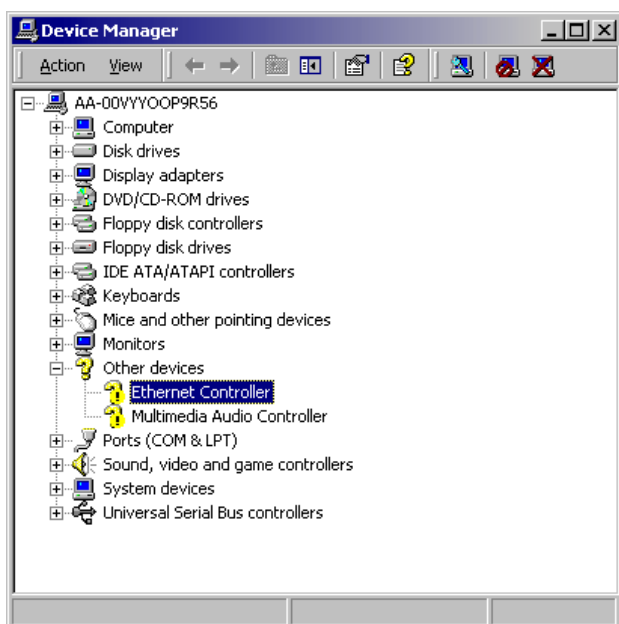 Device Manager
Action View
AA-00VYYOOP9R56
Computer
Disk drives
Display adapters
DVD/CD-ROM drives
Floppy disk controllers
Floppy disk drives
IDE ATA/ATAPI controllers
Keyboards
Mice and other pointing devices
Monitors
Other devices
Ethernet Controller
Multimedia Audio Controller
Ports (COM & LPT)
Sound, video and game controllers
System devices
Universal Serial Bus controllers